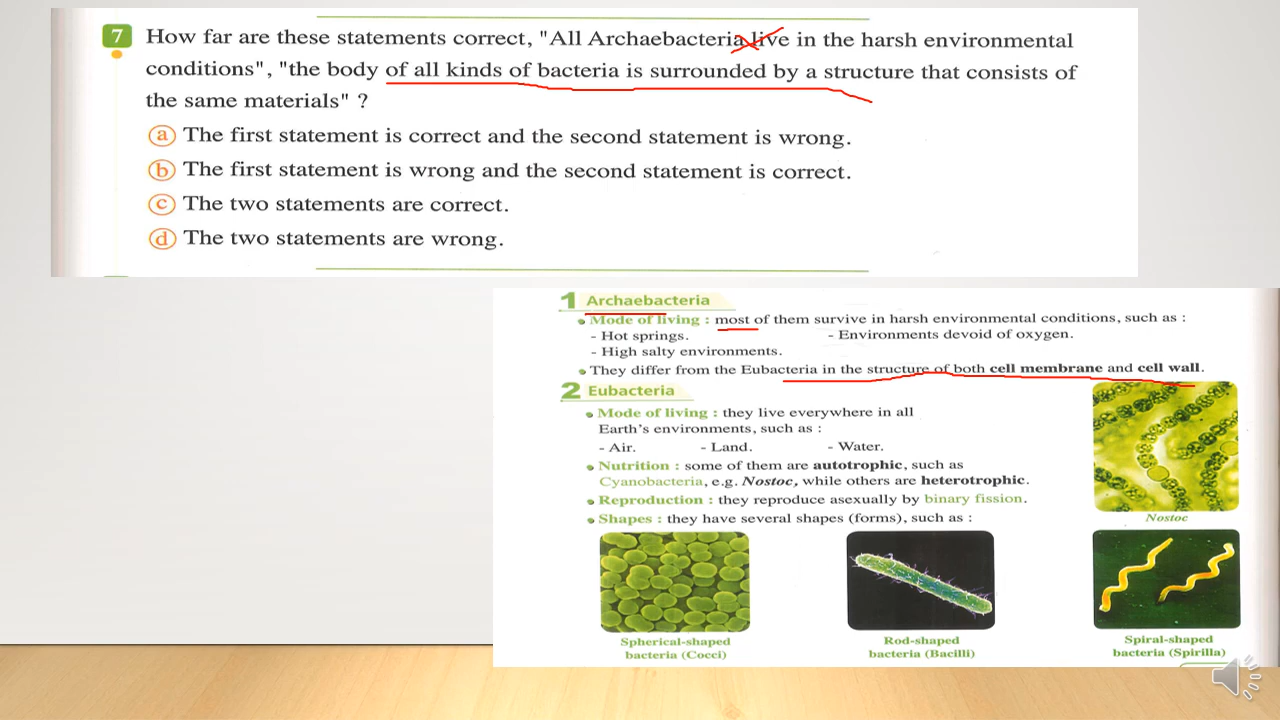 7 How far are these statements correct, "All Archaebacteria live in the harsh environmental
conditions", "the body of all kinds of bacteria is surrounded by a structure that consists of
the same materials" ?
a The first statement is correct and the second statement is wrong.
b The first statement is wrong and the second statement is correct.
c The two statements are correct.
d The two statements are wrong.
1 Archaebacteria
• Mode of living : most of them survive in harsh environmental conditions, such as :
- Hot springs. - Environments devoid of oxygen.
- High salty environments.
• They differ from the Eubacteria in the structure of both cell membrane and cell wall.
2 Eubacteria
• Mode of living : they live everywhere in all
Earth's environments, such as :
- Air. - Land. - Water.
• Nutrition : some of them are autotrophic, such as
Cyanobacteria, e.g. Nostoc, while others are heterotrophic.
• Reproduction : they reproduce asexually by binary fission.
• Shapes : they have several shapes (forms), such as :
Nostoc
Spherical-shaped
bacteria (Cocci)
Rod-shaped
bacteria (Bacilli)
Spiral-shaped
bacteria (Spirilla)